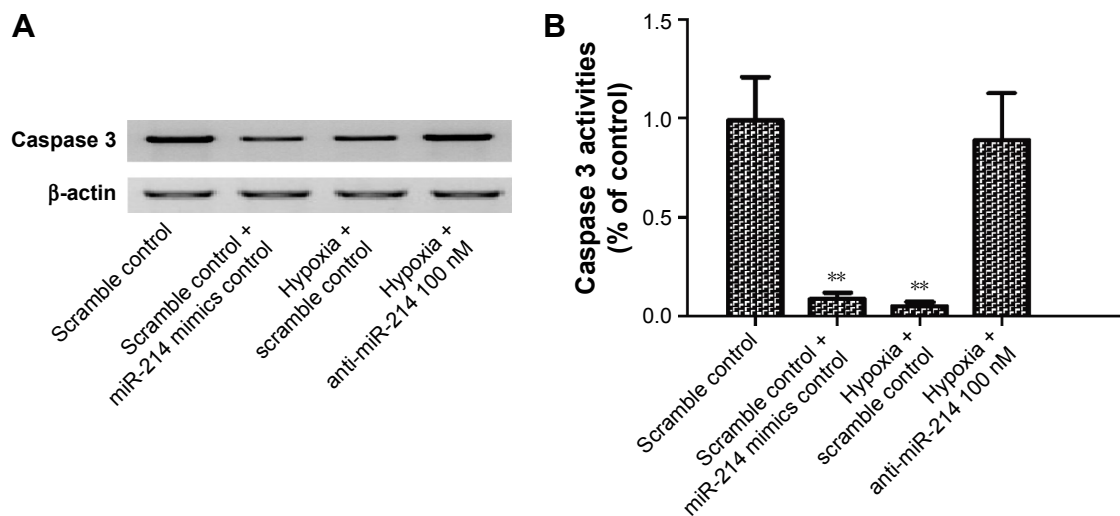 A
Caspase 3
β-actin
Scramble control
Scramble control +
miR-214 mimics control
Hypoxia +
scramble control
Hypoxia +
anti-miR-214 100 nM
B
Caspase 3 activities
(% of control)
1.5
1.0
0.5
0.0
**
**
Scramble control
Scramble control +
miR-214 mimics control
Hypoxia +
scramble control
Hypoxia +
anti-miR-214 100 nM